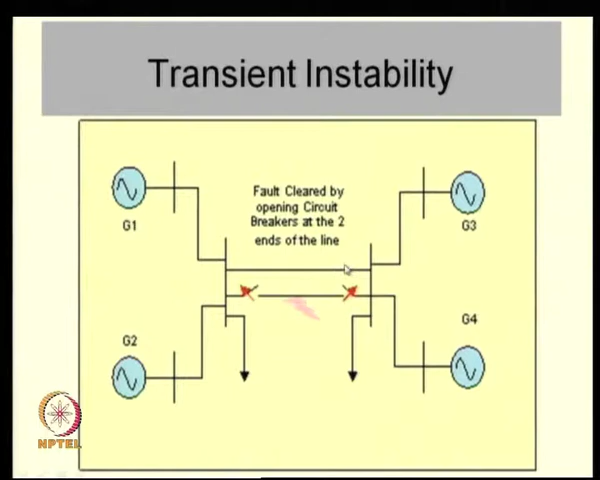 Transient Instability
Fault Cleared by
opening Circuit
Breakers at the 2
ends of the line
G1
G3
G2
G4
NPTEL